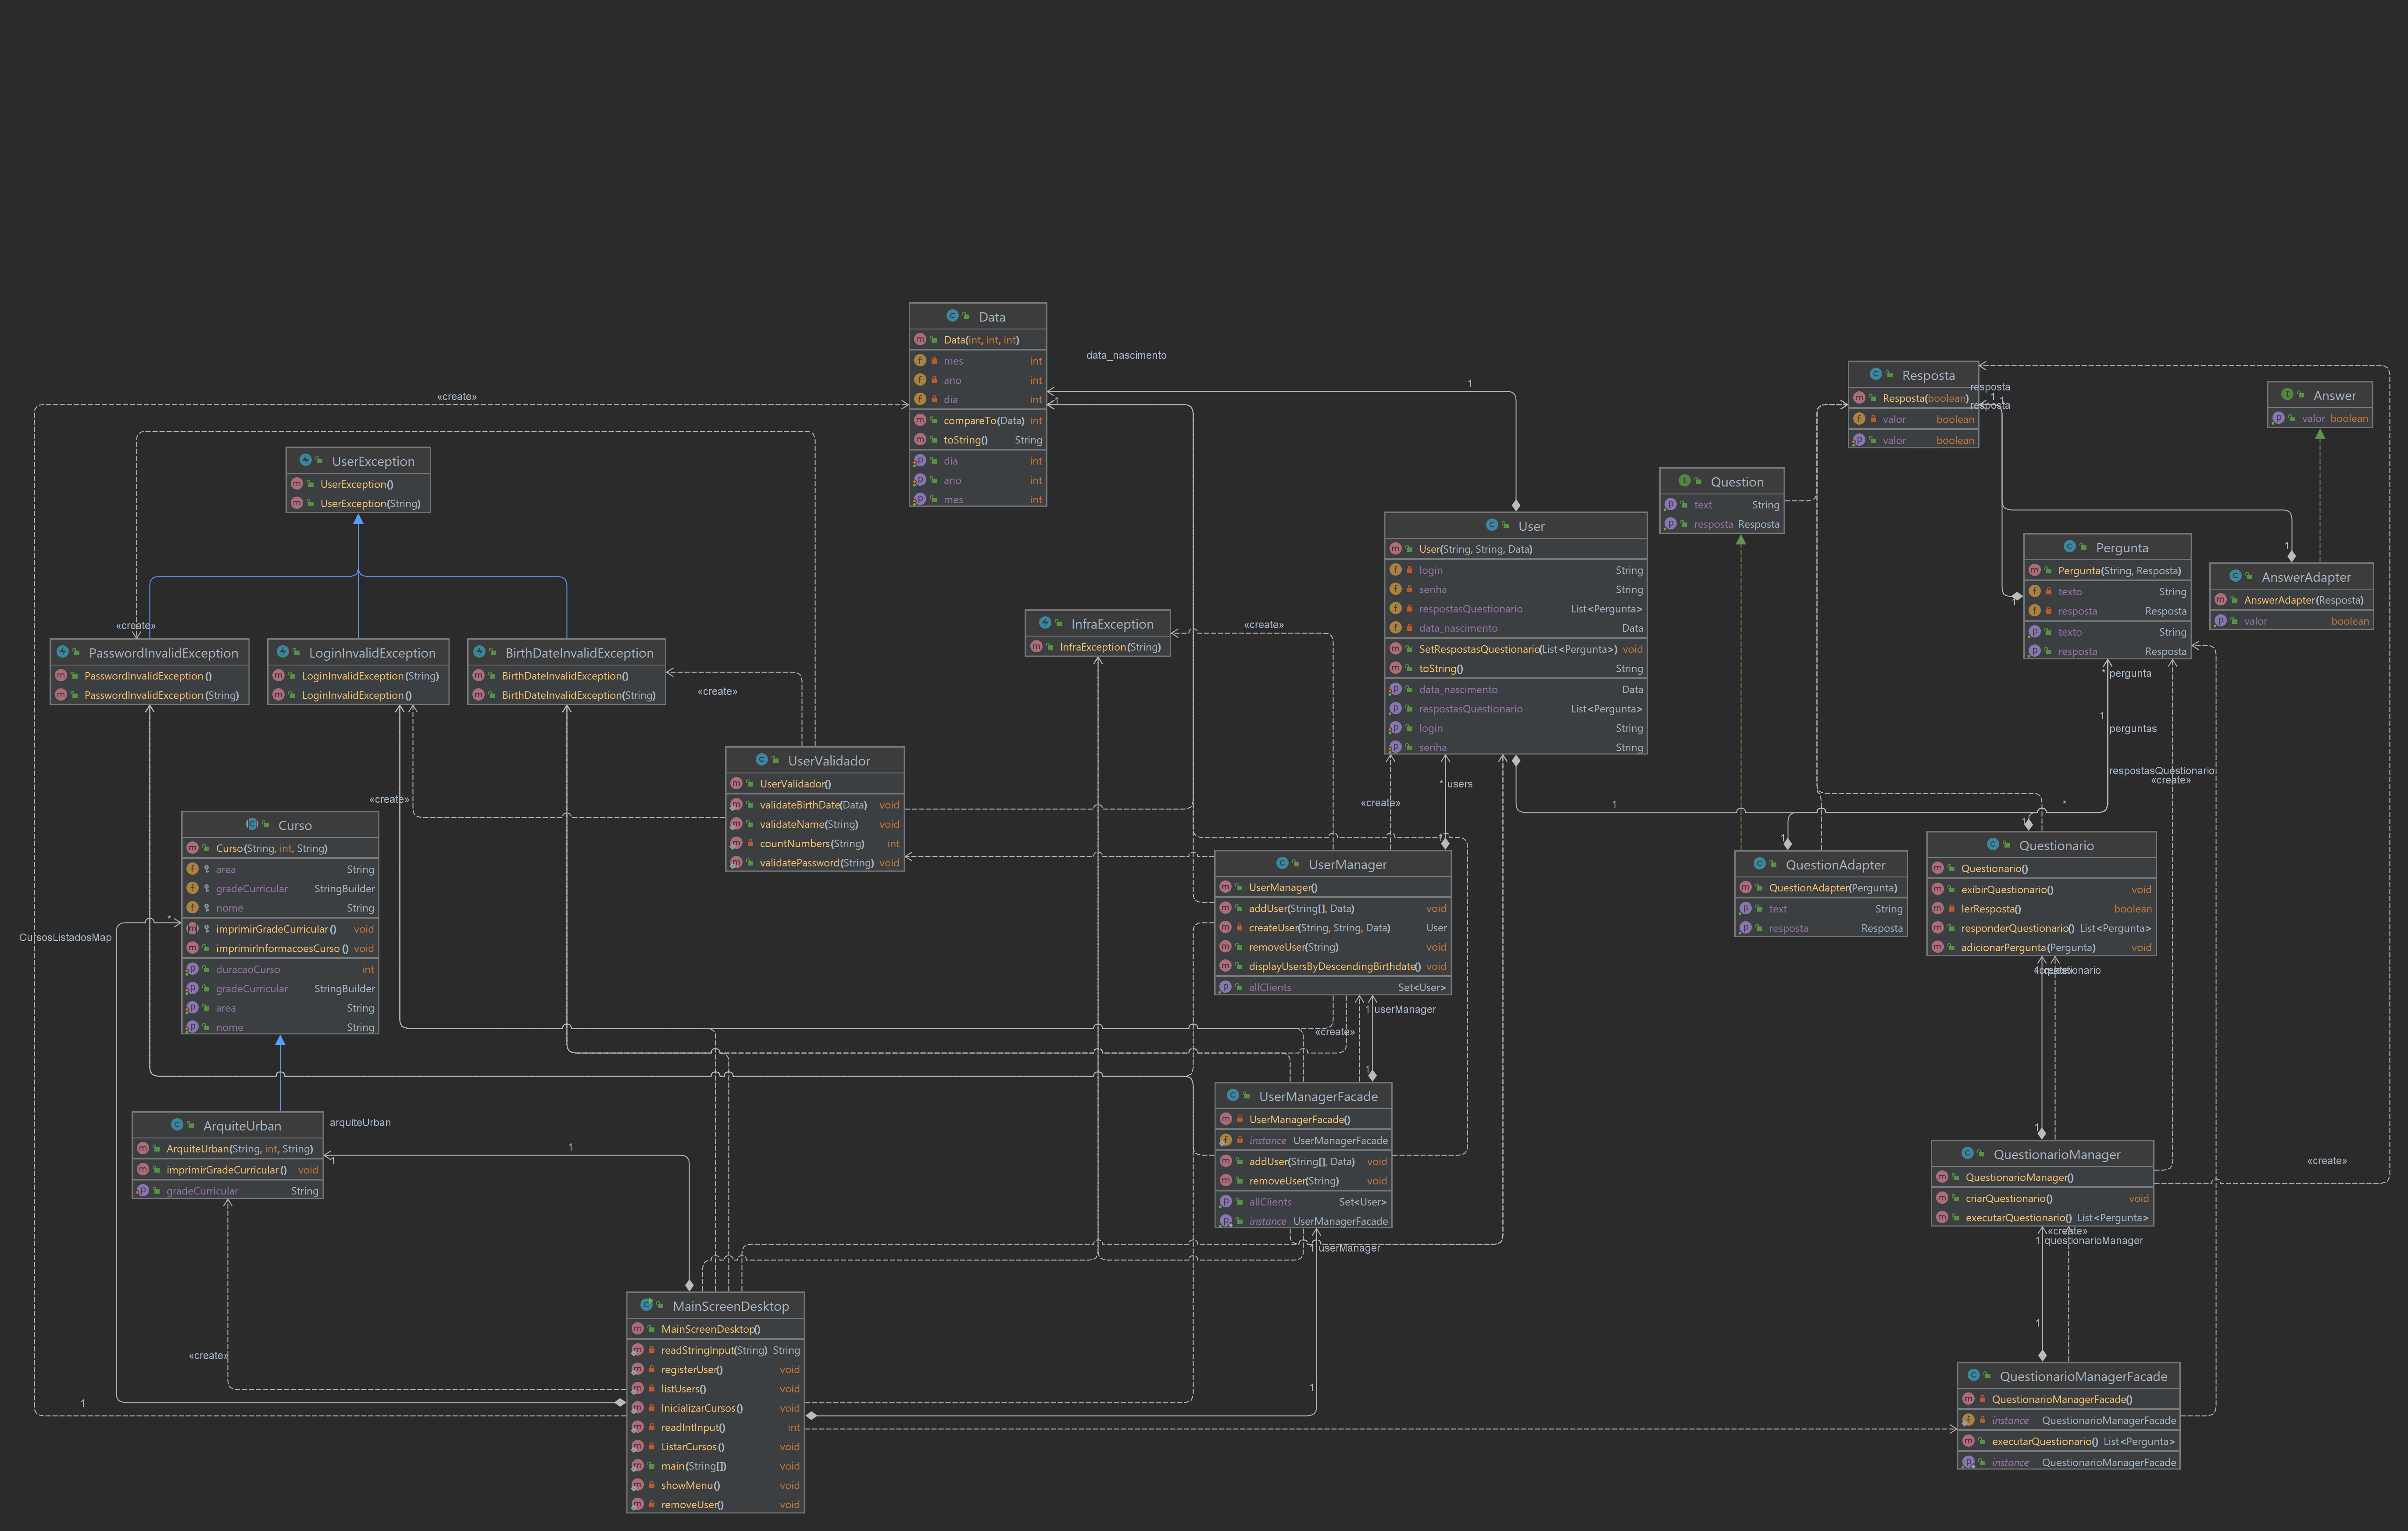 Data
Data(int, int, int)
mes int
ano int
dia int
compareTo(Data) int
toString() String
dia int
ano int
mes int
data_nascimento
1
1
«create»
UserException
UserException()
UserException(String)
«create»
PasswordInvalidException
PasswordInvalidException()
PasswordInvalidException(String)
LoginInvalidException
LoginInvalidException(String)
LoginInvalidException()
BirthDateInvalidException
BirthDateInvalidException()
BirthDateInvalidException(String)
«create»
«create»
InfraException
InfraException(String)
«create»
UserValidador
UserValidador()
validateBirthDate(Data) void
validateName(String) void
countNumbers(String) int
validatePassword(String) void
User
User(String, String, Data)
login String
senha String
respostasQuestionario List<Pergunta>
data_nascimento Data
SetRespostasQuestionario(List<Pergunta>) void
toString() String
data_nascimento Data
respostasQuestionario List<Pergunta>
login String
senha String
* users
«create»
1
1
Question
text String
resposta Resposta
Resposta
Resposta(boolean)
valor boolean
valor boolean
resposta
1
1
resposta
Answer
valor boolean
Pergunta
Pergunta(String, Resposta)
texto String
resposta Resposta
texto String
resposta Resposta
1
AnswerAdapter
AnswerAdapter(Resposta)
valor boolean
1
* pergunta
1
perguntas
respostasQuestionario
«create»
*
1
1
Curso
Curso(String, int, String)
area String
gradeCurricular StringBuilder
nome String
imprimirGradeCurricular() void
imprimirInformacoesCurso() void
duracaoCurso int
gradeCurricular StringBuilder
area String
nome String
*
CursosListadosMap
UserManager
UserManager()
addUser(String[], Data) void
createUser(String, String, Data) User
removeUser(String) void
displayUsersByDescendingBirthdate() void
allClients Set<User>
1 userManager
«create»
1
QuestionAdapter
QuestionAdapter(Pergunta)
text String
resposta Resposta
Questionario
Questionario()
exibirQuestionario() void
lerResposta() boolean
responderQuestionario() List<Pergunta>
adicionarPergunta(Pergunta) void
«create»
1 questionario
1
ArquiteUrban
ArquiteUrban(String, int, String)
imprimirGradeCurricular() void
gradeCurricular String
arquiteUrban
1
1
UserManagerFacade
UserManagerFacade()
instance UserManagerFacade
addUser(String[], Data) void
removeUser(String) void
allClients Set<User>
instance UserManagerFacade
1 userManager
1
QuestionarioManager
QuestionarioManager()
criarQuestionario() void
executarQuestionario() List<Pergunta>
«create»
«create»
1 questionarioManager
1
MainScreenDesktop
MainScreenDesktop()
readStringInput(String) String
registerUser() void
listUsers() void
InicializarCursos() void
readIntInput() int
ListarCursos() void
main(String[]) void
showMenu() void
removeUser() void
«create»
1
QuestionarioManagerFacade
QuestionarioManagerFacade()
instance QuestionarioManagerFacade
executarQuestionario() List<Pergunta>
instance QuestionarioManagerFacade